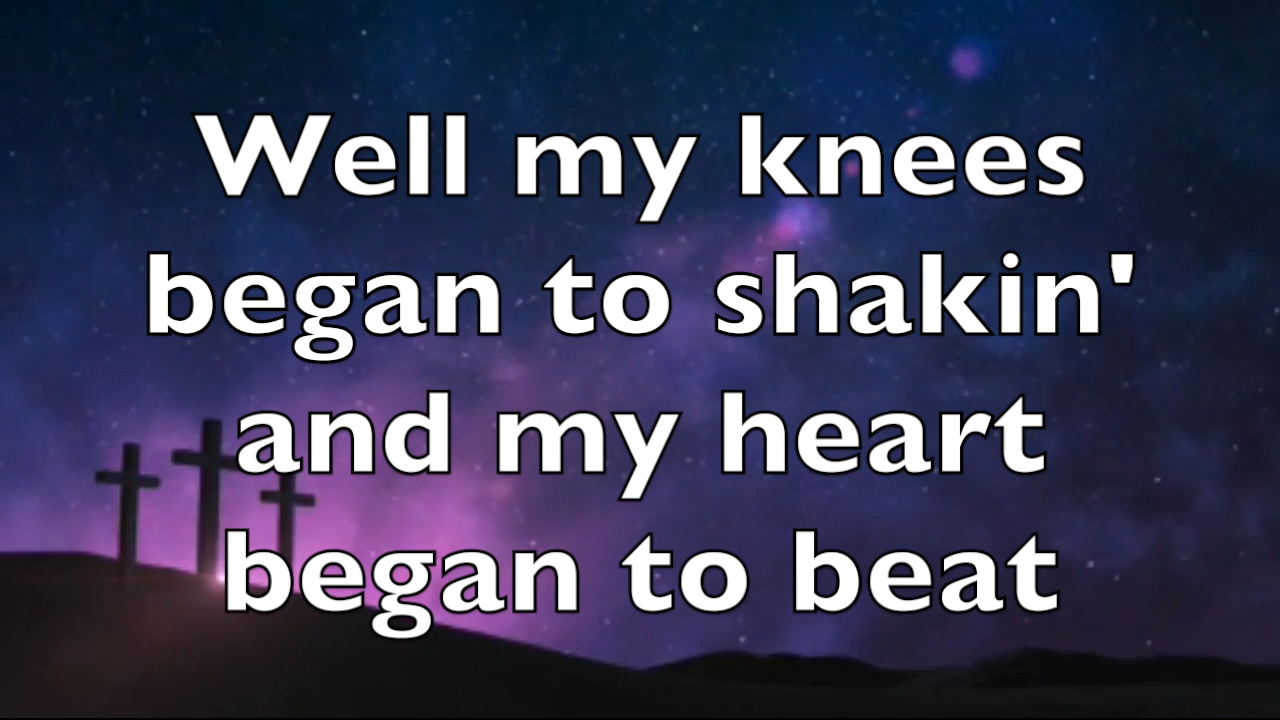 Well my knees
began to shakin'
and my heart
began to beat